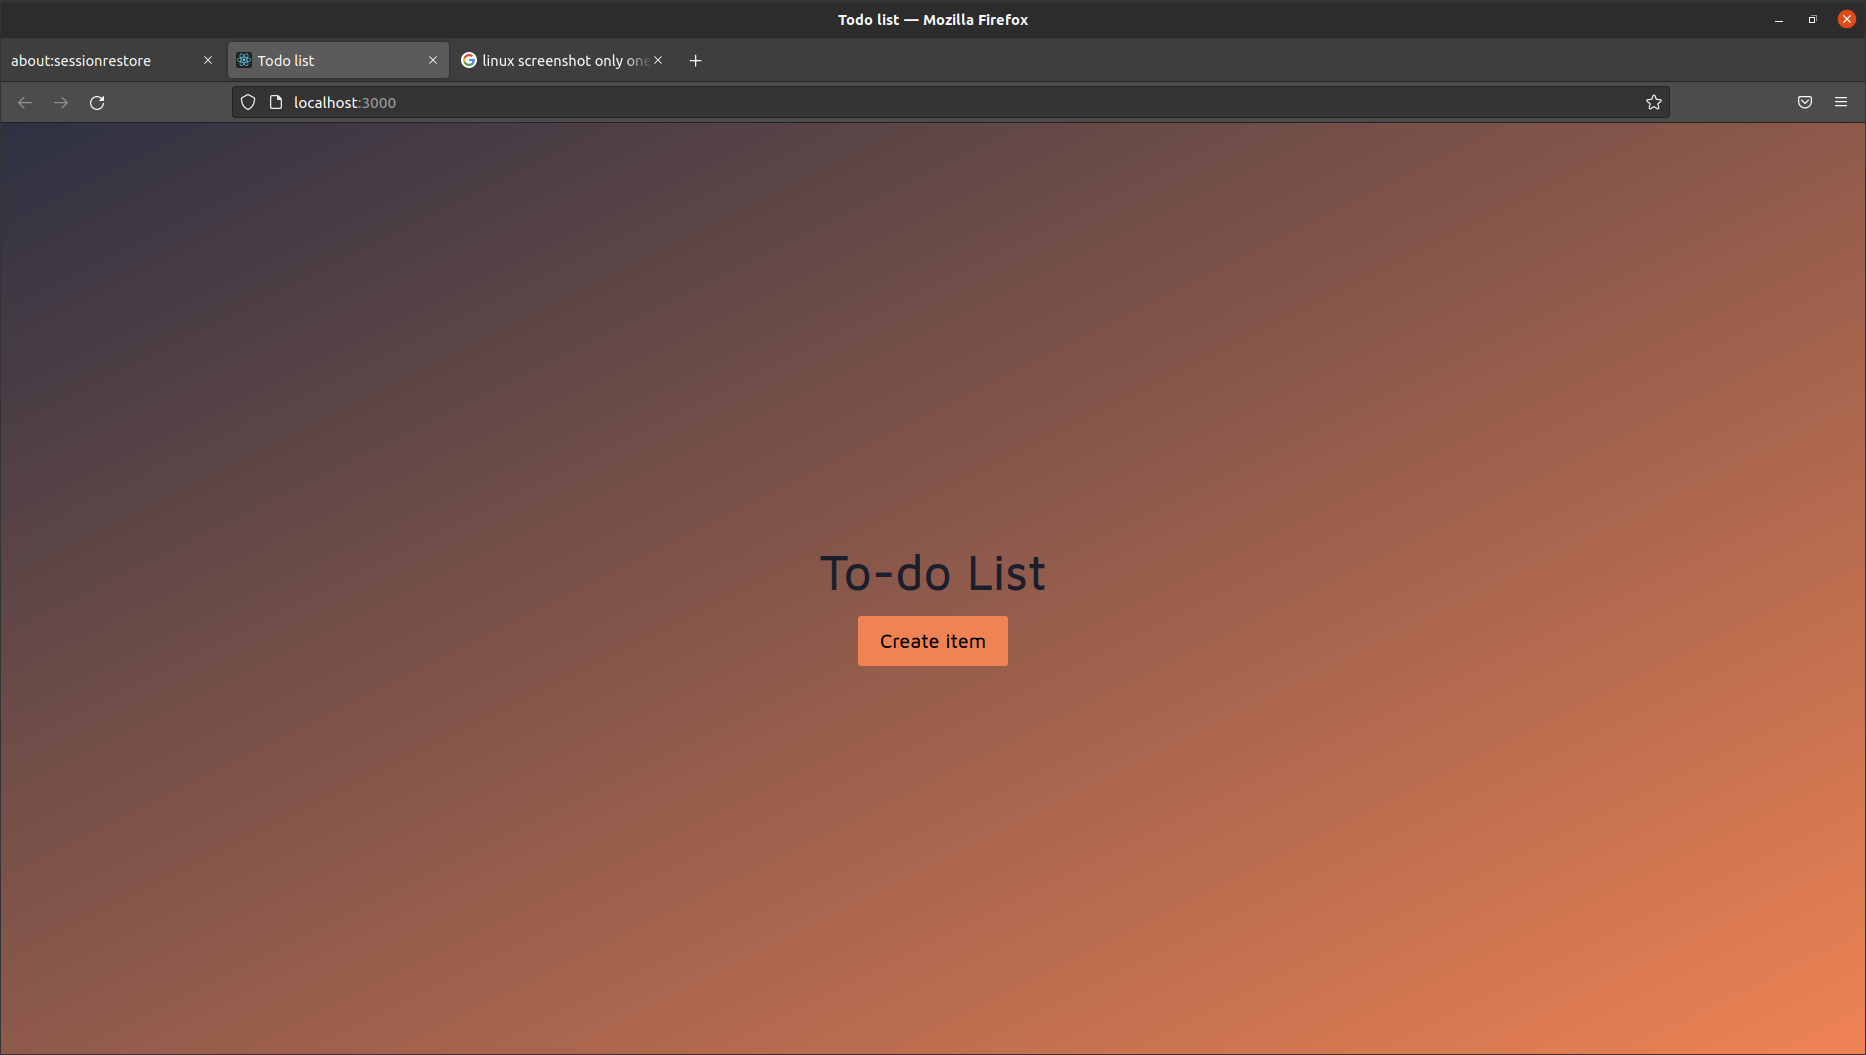 Todo list — Mozilla Firefox
about:sessionrestore
Todo list
linux screenshot only one
localhost:3000
To-do List
Create item